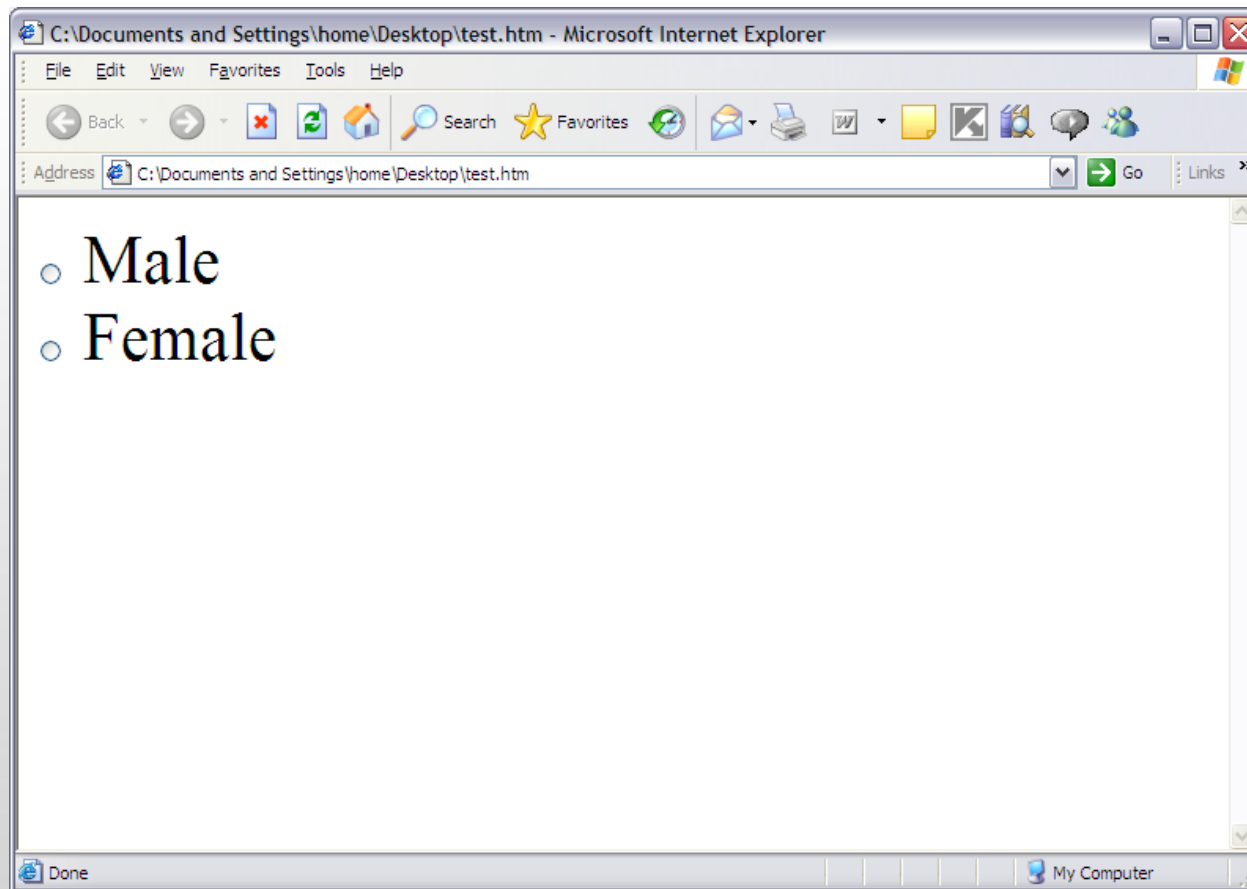 C:\Documents and Settings\home\Desktop\test.htm - Microsoft Internet Explorer
File Edit View Favorites Tools Help
Back Search Favorites W K
Address C:\Documents and Settings\home\Desktop\test.htm Go Links »
Male
Female
Done My Computer